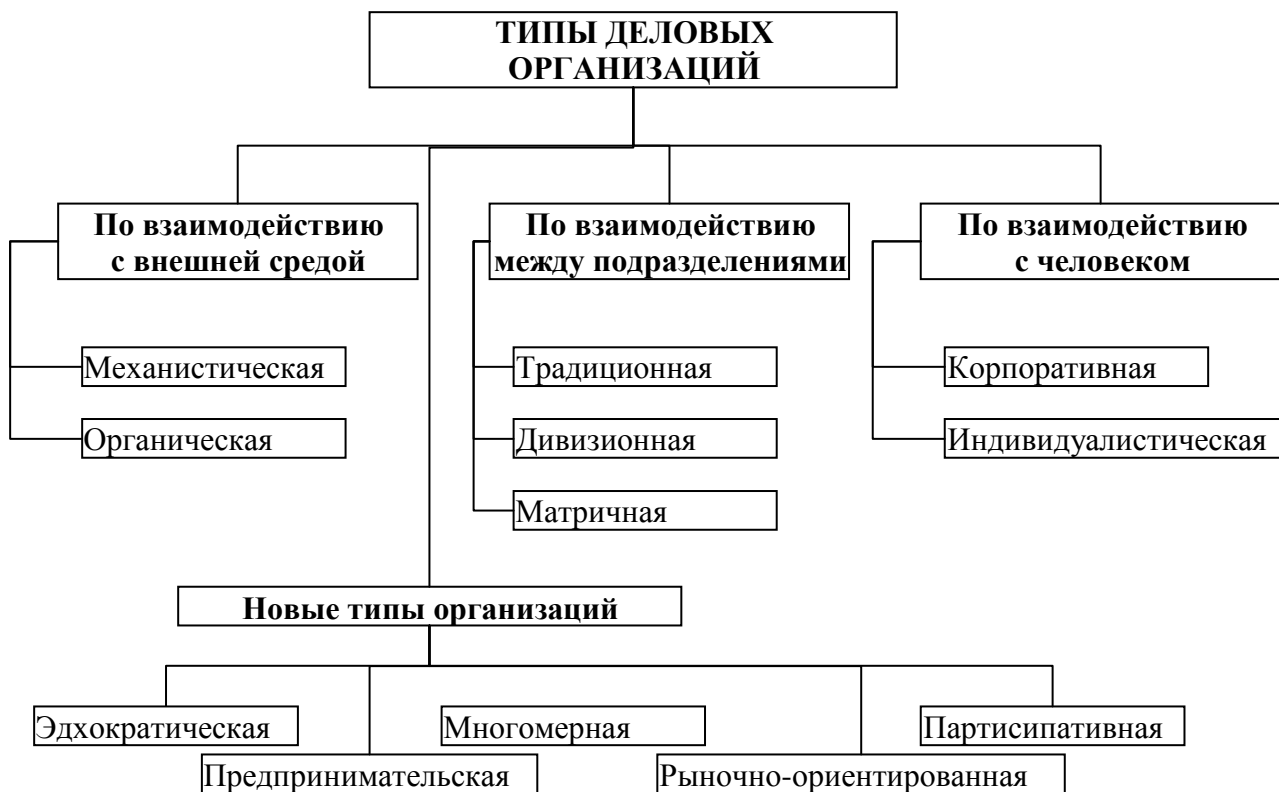 ТИПЫ ДЕЛОВЫХ
ОРГАНИЗАЦИЙ
По взаимодействию
с внешней средой
По взаимодействию
между подразделениями
По взаимодействию
с человеком
Механистическая
Органическая
Традиционная
Дивизионная
Матричная
Корпоративная
Индивидуалистическая
Новые типы организаций
Эдхократическая
Многомерная
Партисипативная
Предпринимательская
Рыночно-ориентированная